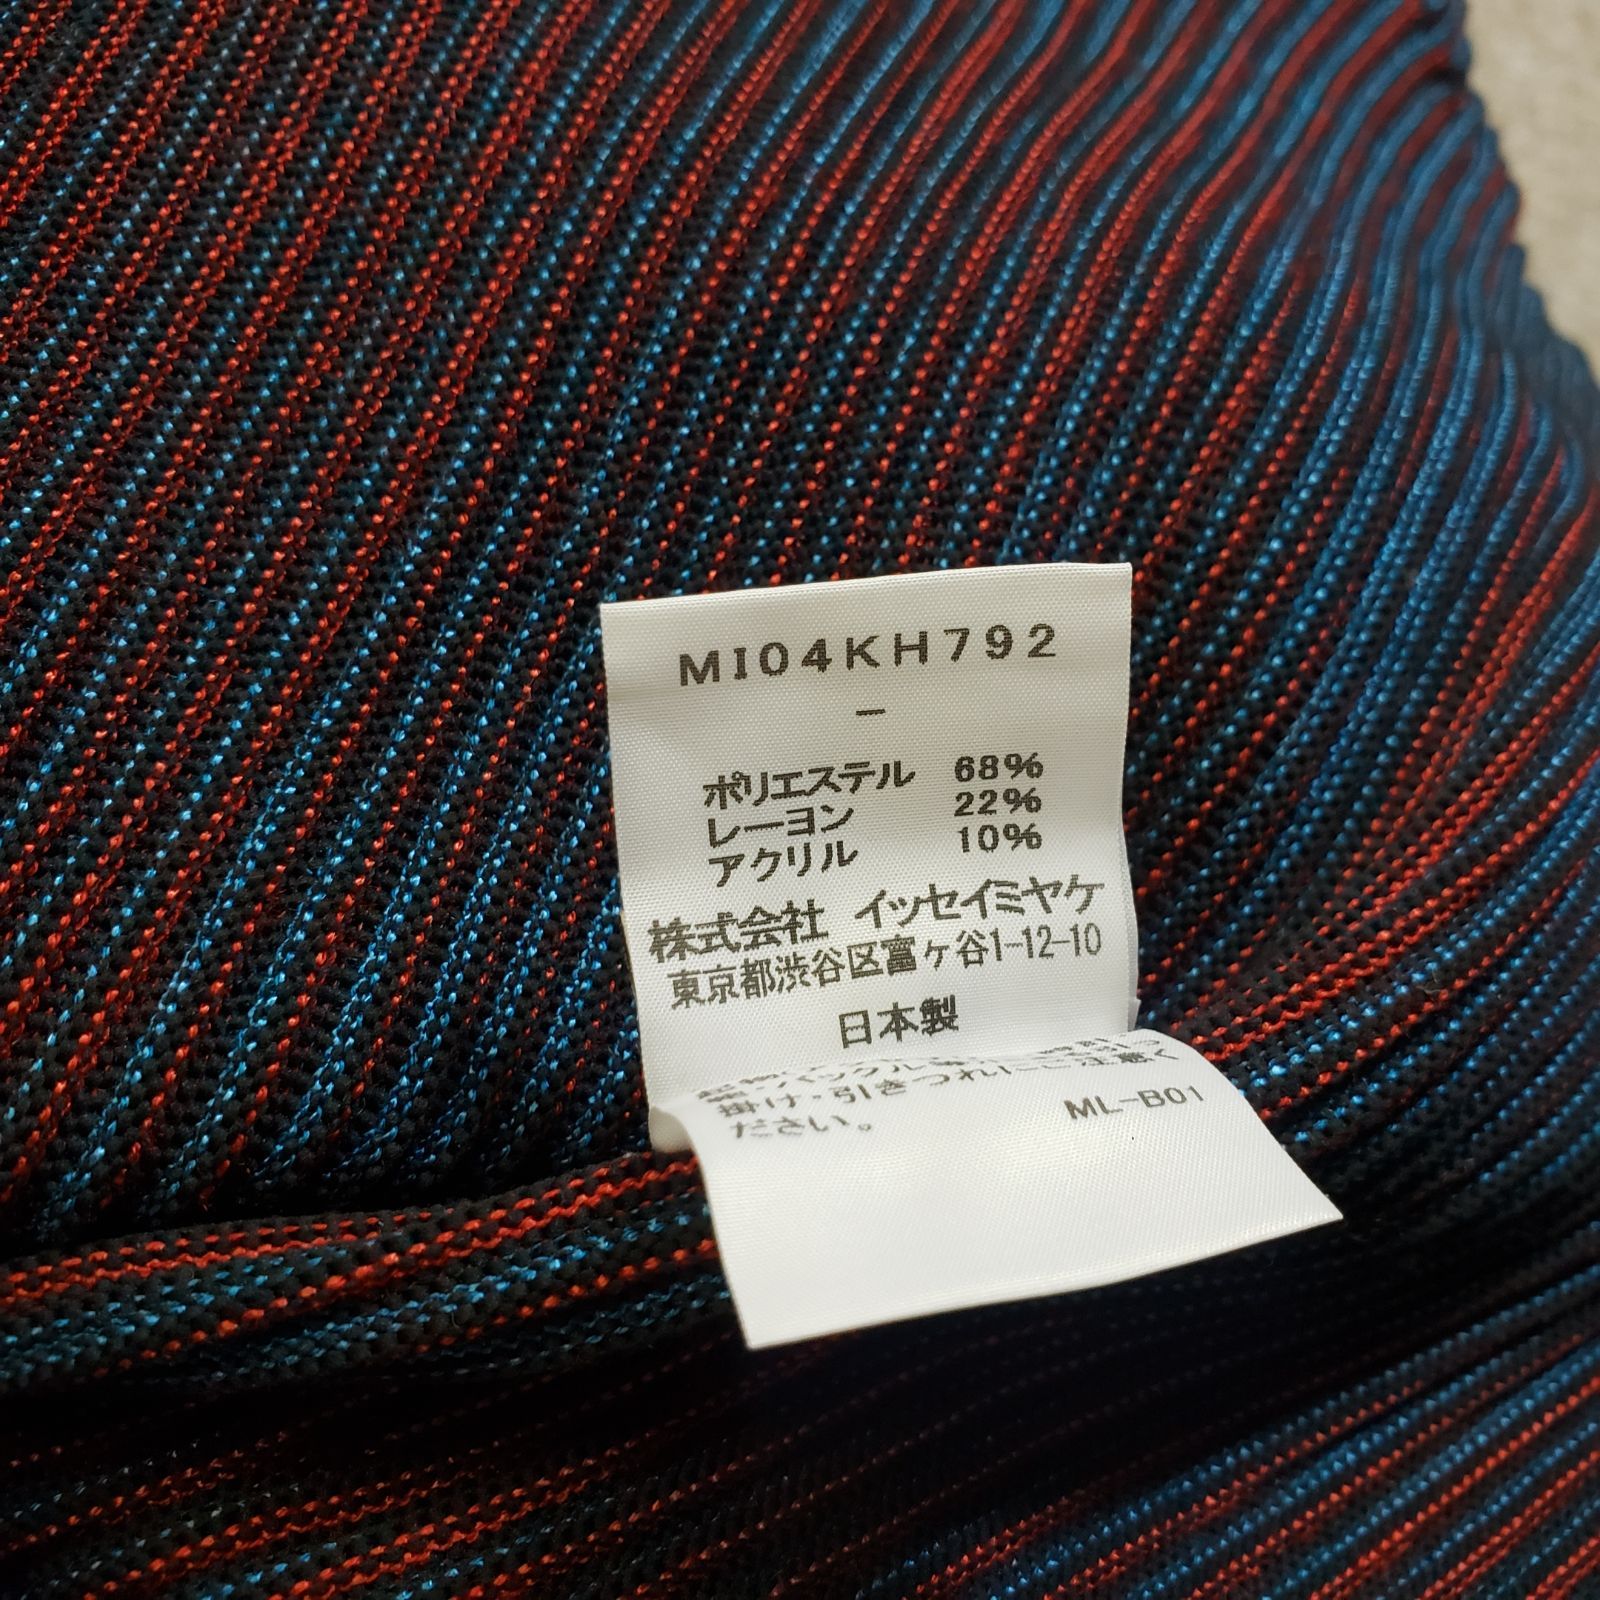 MI04KH792
-
ポリエステル 68%
レーヨン 22%
アクリル 10%
株式会社 イッセイミヤケ
東京都渋谷区富ヶ谷1-12-10
日本製
掛け・引きつれにご注意く
ださい。
ML-B01